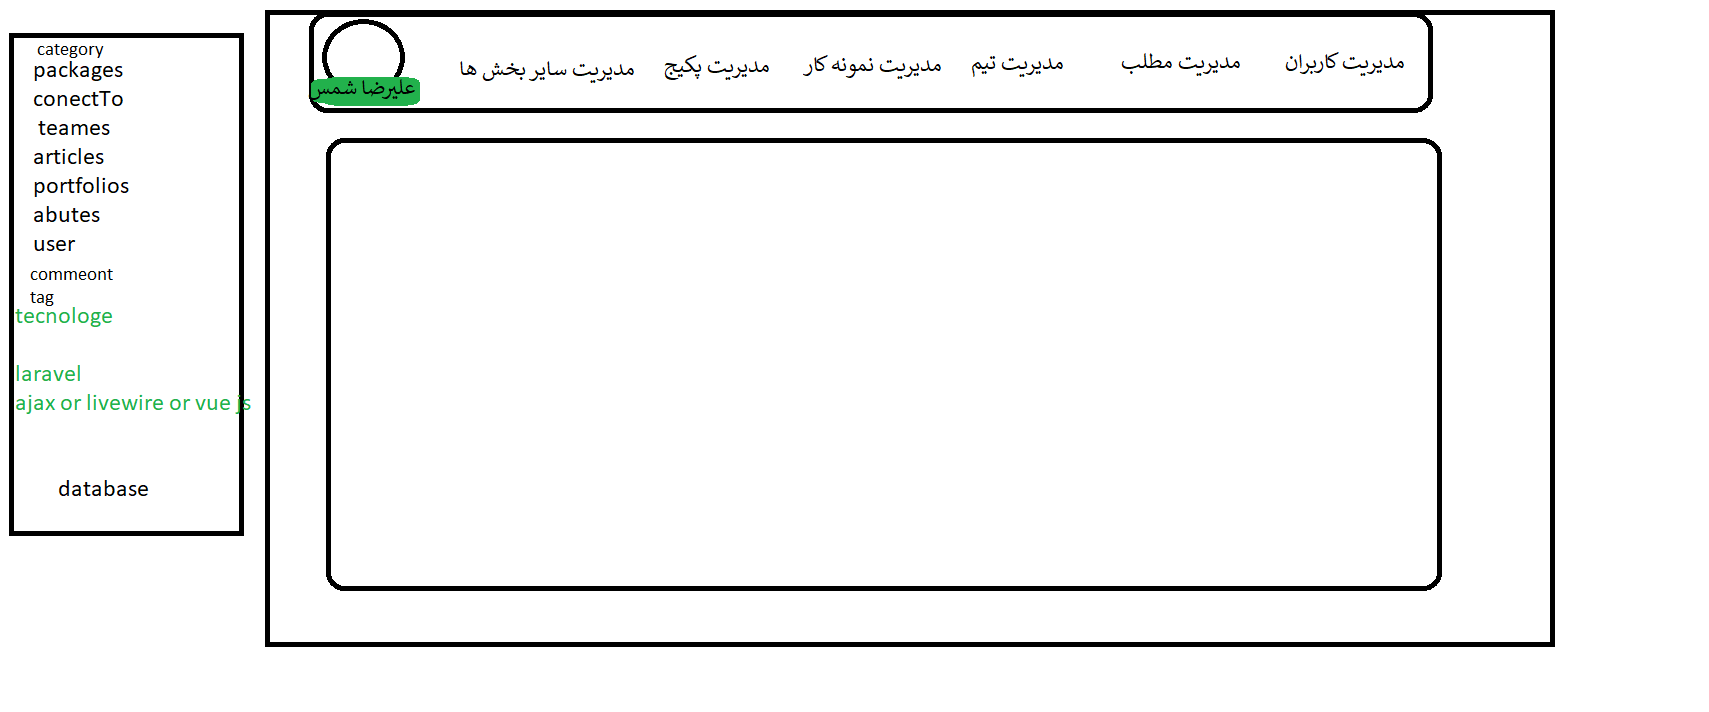 category
packages
conectTo
teames
articles
portfolios
abutes
user
commeont
tag
tecnologe
laravel
ajax or livewire or vue js
database
مدیریت کاربران
مدیریت مطلب
مدیریت تیم
مدیریت نمونه کار
مدیریت پکیج
مدیریت سایر بخش ها
علیرضا شمس